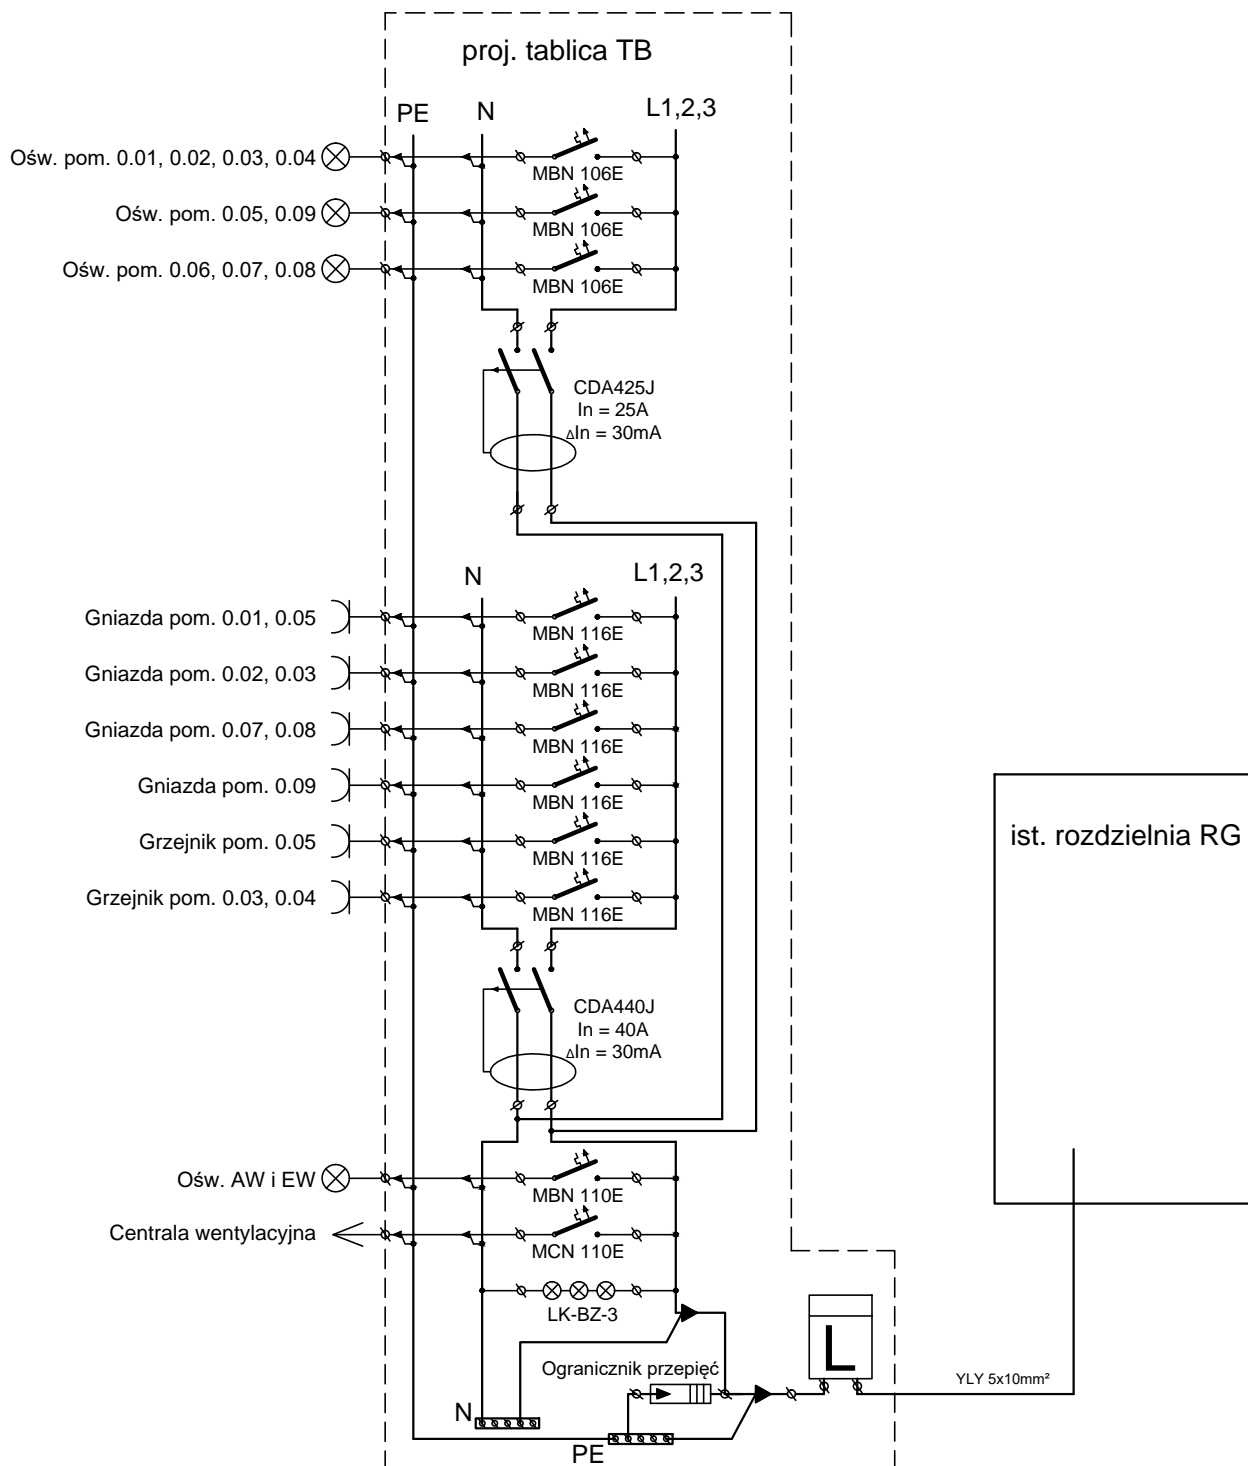 proj. tablica TB
PE
N
L1,2,3
Ośw. pom. 0.01, 0.02, 0.03, 0.04
MBN 106E
Ośw. pom. 0.05, 0.09
MBN 106E
Ośw. pom. 0.06, 0.07, 0.08
MBN 106E
CDA425J
In = 25A
ΔIn = 30mA
N
L1,2,3
Gniazda pom. 0.01, 0.05
MBN 116E
Gniazda pom. 0.02, 0.03
MBN 116E
Gniazda pom. 0.07, 0.08
MBN 116E
Gniazda pom. 0.09
MBN 116E
Grzejnik pom. 0.05
MBN 116E
Grzejnik pom. 0.03, 0.04
MBN 116E
ist. rozdzielnia RG
CDA440J
In = 40A
ΔIn = 30mA
Ośw. AW i EW
MBN 110E
Centrala wentylacyjna
MCN 110E
LK-BZ-3
L
Ogranicznik przepięć
YLY 5x10mm²
N
PE